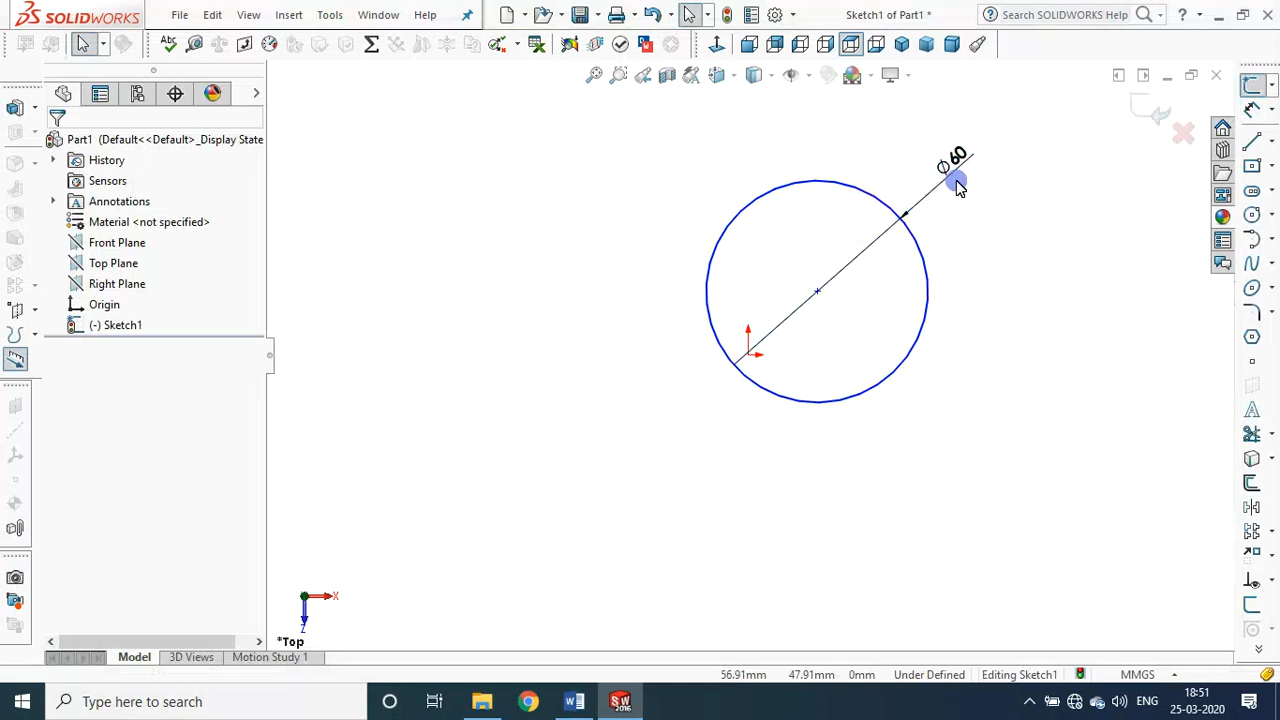 SOLIDWORKS File Edit View Insert Tools Window Help Sketch1 of Part1 * Search SOLIDWORKS Help ?
Abc
Part1 (Default<<Default>_Display State
History
Sensors
Annotations
Material <not specified>
Front Plane
Top Plane
Right Plane
Origin
(-) Sketch1
Ø60
X
Z
*Top
Model 3D Views Motion Study 1
56.91mm 47.91mm 0mm Under Defined Editing Sketch1 MMGS
Type here to search ENG 18:51
25-03-2020
SW
2016